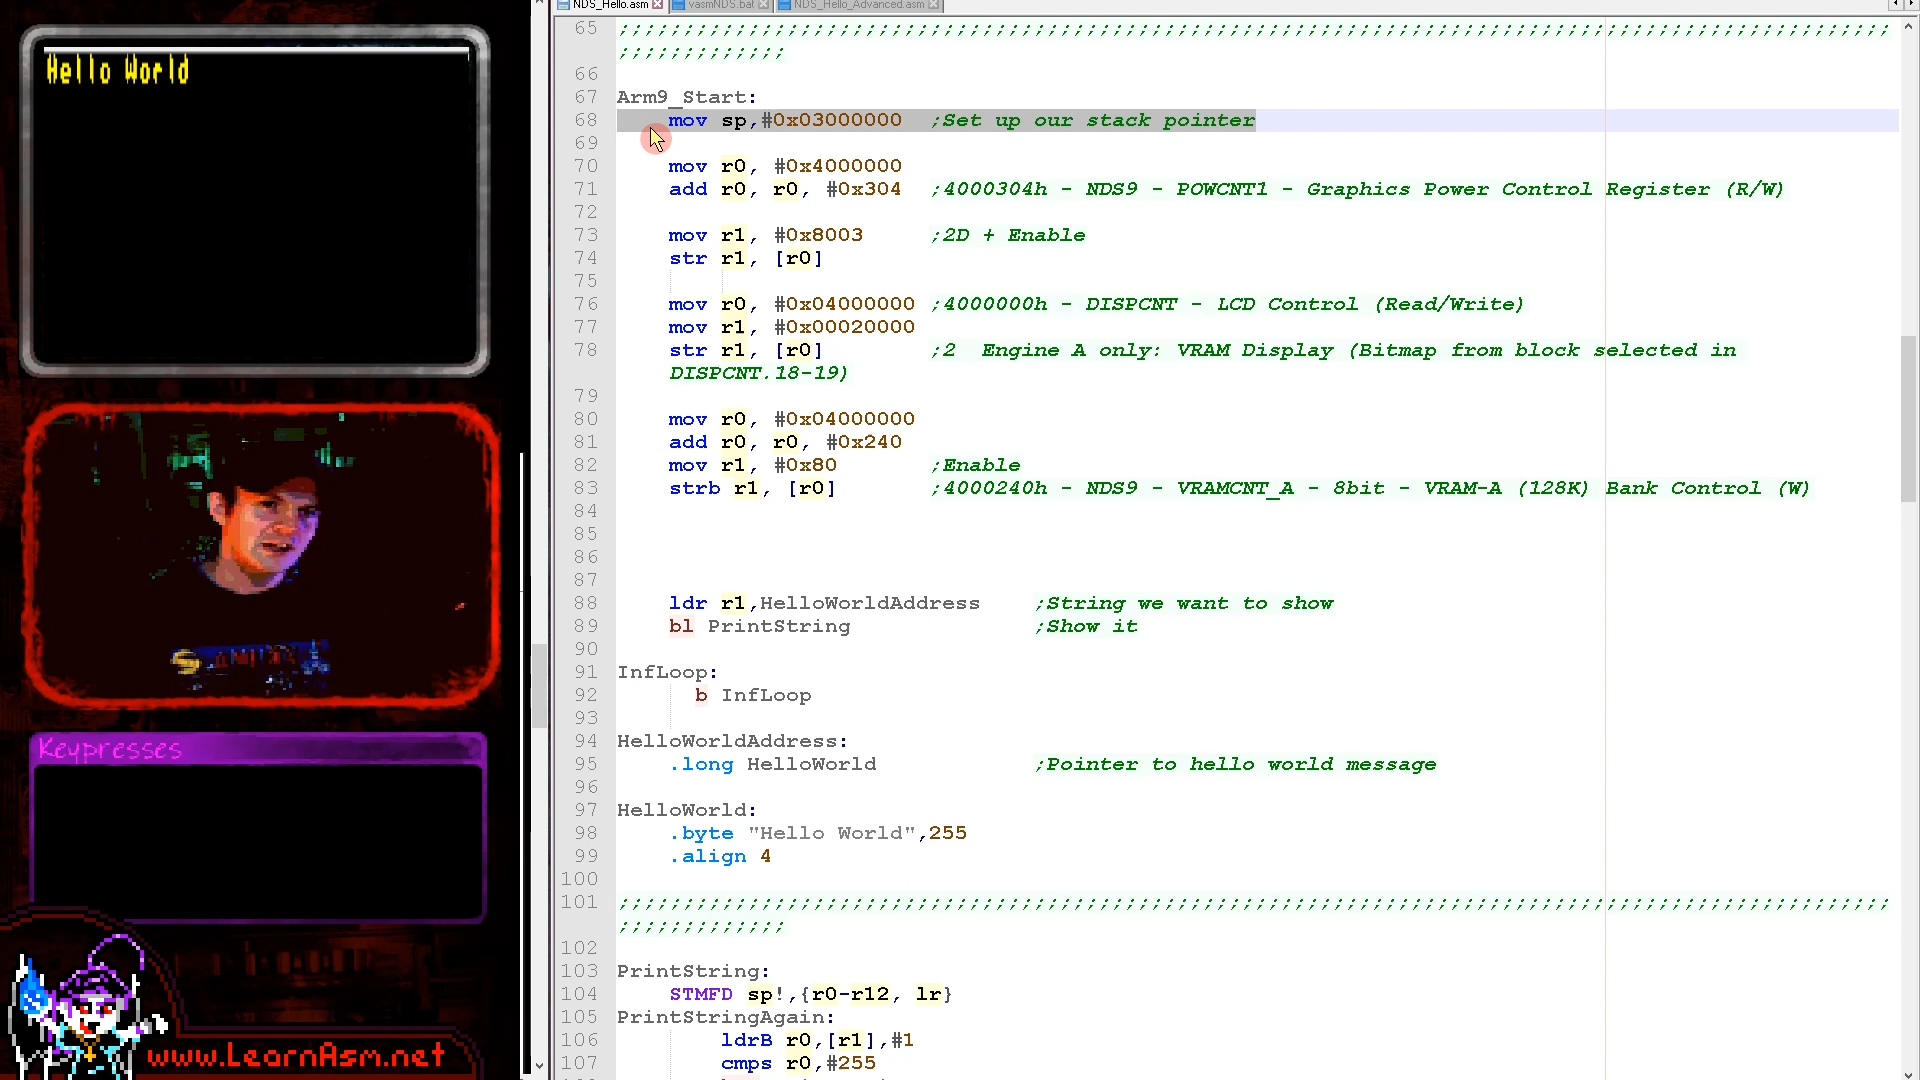 NDS_Hello.asm
vasmNDS.bat
NDS_Hello_Advanced.asm
Hello World
Keypresses
www.LearnAsm.net
65 ;;;;;;;;;;;;;;;;;;;;;;;;;;;;;;;;;;;;;;;;;;;;;;;;;;;;;;;;;;;;;;;;;;;;;;;;;;;;;;;;;;;;;;;;;;;;;;;;;;
;;;;;;;;;;;;;
66
67 Arm9_Start:
68 mov sp,#0x03000000 ;Set up our stack pointer
69
70 mov r0, #0x4000000
71 add r0, r0, #0x304 ;4000304h - NDS9 - POWCNT1 - Graphics Power Control Register (R/W)
72
73 mov r1, #0x8003 ;2D + Enable
74 str r1, [r0]
75
76 mov r0, #0x04000000 ;4000000h - DISPCNT - LCD Control (Read/Write)
77 mov r1, #0x00020000
78 str r1, [r0] ;2 Engine A only: VRAM Display (Bitmap from block selected in
DISPCNT.18-19)
79
80 mov r0, #0x04000000
81 add r0, r0, #0x240
82 mov r1, #0x80 ;Enable
83 strb r1, [r0] ;4000240h - NDS9 - VRAMCNT_A - 8bit - VRAM-A (128K) Bank Control (W)
84
85
86
87
88 ldr r1,HelloWorldAddress ;String we want to show
89 bl PrintString ;Show it
90
91 InfLoop:
92 b InfLoop
93
94 HelloWorldAddress:
95 .long HelloWorld ;Pointer to hello world message
96
97 HelloWorld:
98 .byte "Hello World",255
99 .align 4
100
101 ;;;;;;;;;;;;;;;;;;;;;;;;;;;;;;;;;;;;;;;;;;;;;;;;;;;;;;;;;;;;;;;;;;;;;;;;;;;;;;;;;;;;;;;;;;;;;;;;;;
;;;;;;;;;;;;;
102
103 PrintString:
104 STMFD sp!,{r0-r12, lr}
105 PrintStringAgain:
106 ldrB r0,[r1],#1
107 cmps r0,#255